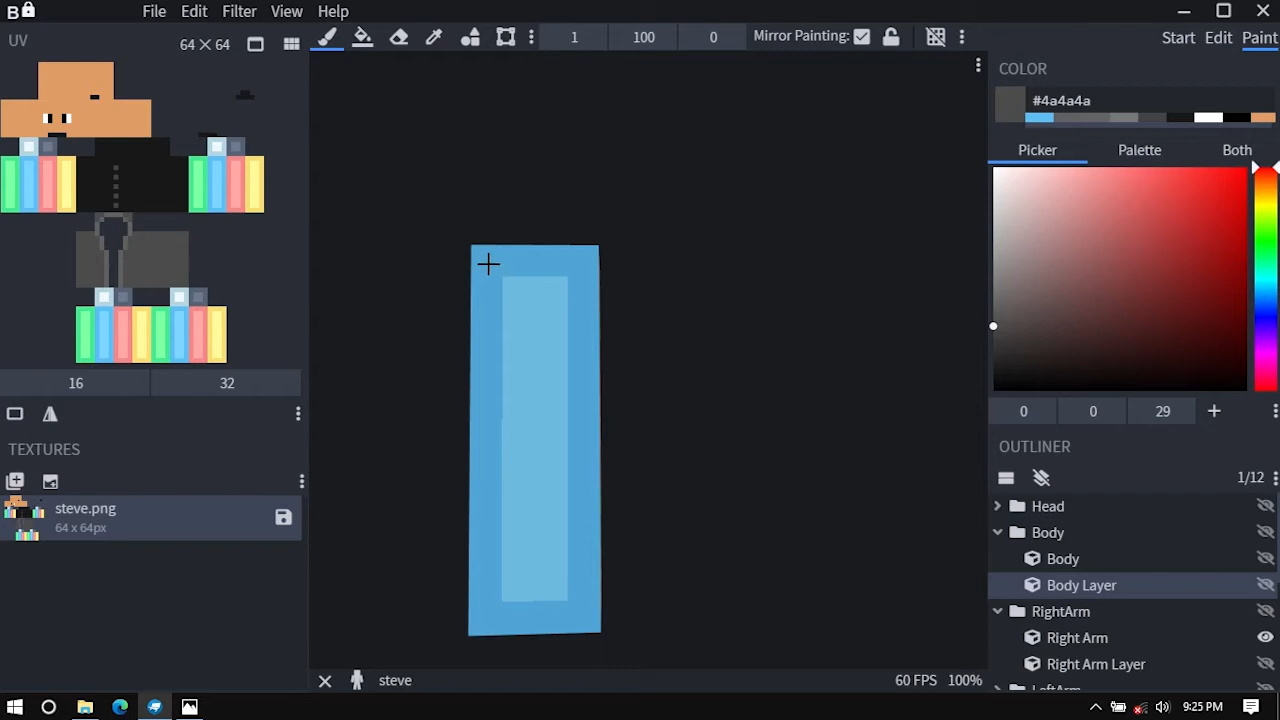 B
File Edit Filter View Help
UV
64 × 64
1 100 0 Mirror Painting:
Start Edit Paint
COLOR
#4a4a4a
Picker Palette Both
0 0 29
16 32
TEXTURES
steve.png
64 x 64px
OUTLINER
1/12
Head
Body
Body
Body Layer
RightArm
Right Arm
Right Arm Layer
LeftArm
steve 60 FPS 100%
9:25 PM